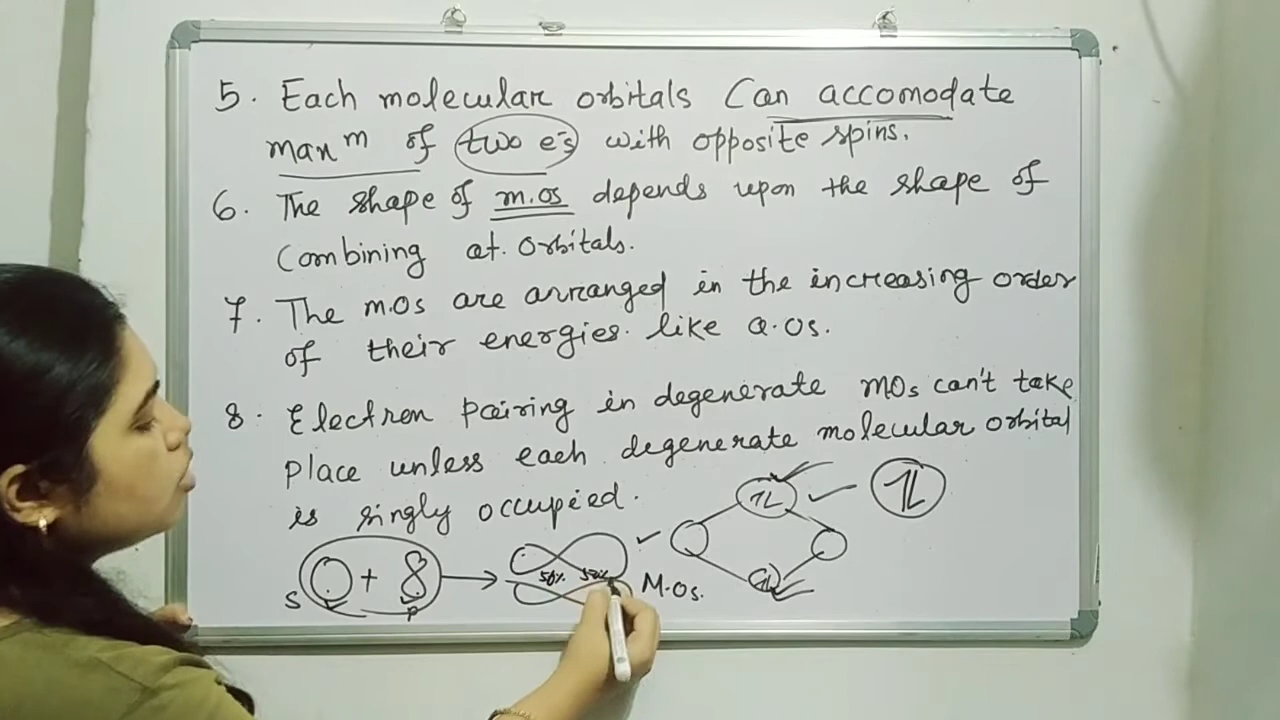 5. Each molecular orbitals Can accomodate
maxᵐ of two e⁻s with opposite spins.
6. The shape of m.os depends upon the shape of
Combining at. orbitals.
7. The m.os are arranged in the increasing order
of their energies. like a.os.
8. Electron pairing in degenerate MOs can't take
place unless each degenerate molecular orbital
is singly occupied.
S + P → 50% 50% M.Os.